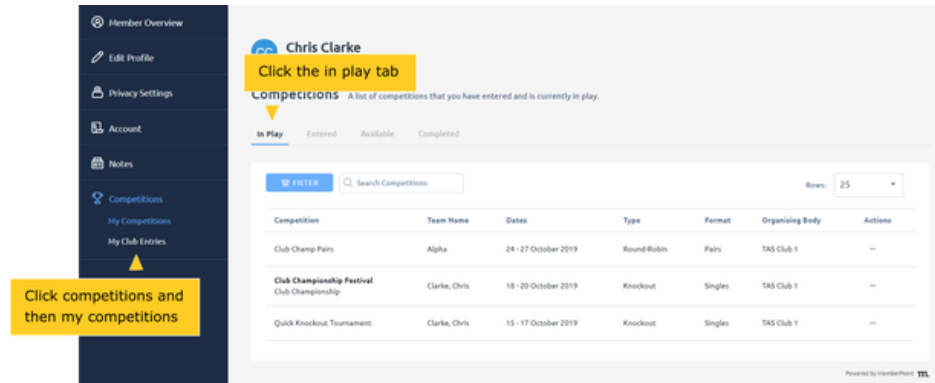 Member Overview
Edit Profile
Privacy Settings
Account
Notes
Competitions
My Competitions
My Club Entries
Click competitions and
then my competitions
CC
Chris Clarke
Click the in play tab
Competitions A list of competitions that you have entered and is currently in play.
In Play Entered Available Completed
FILTER Search Competitions Rows: 25
Competition Team Name Dates Type Format Organising Body Actions
Club Champ Pairs Alpha 24 - 27 October 2019 Round-Robin Pairs TAS Club 1 ---
Club Championship Festival
Club Championship Clarke, Chris 18 - 20 October 2019 Knockout Singles TAS Club 1 ---
Quick Knockout Tournament Clarke, Chris 15 - 17 October 2019 Knockout Singles TAS Club 1 ---
Powered by MemberPoint